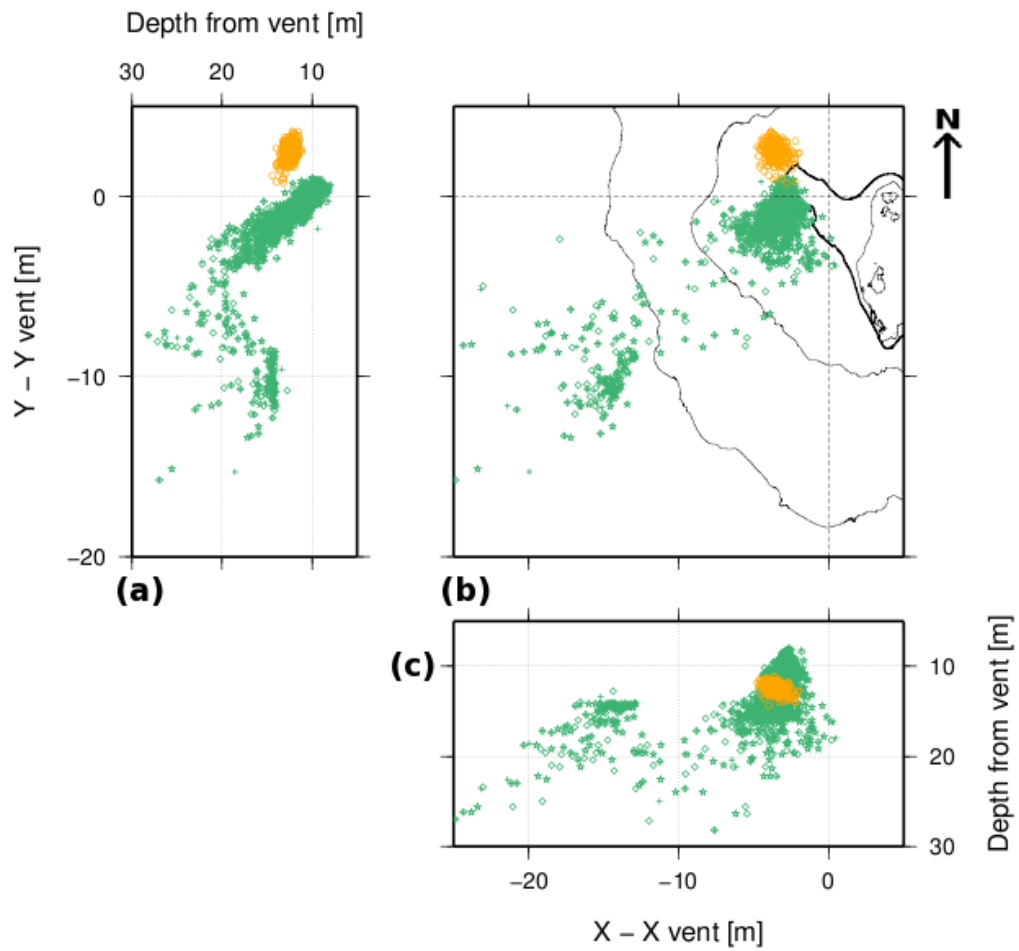 Depth from vent [m]
30 20 10
N
0
−10
−20
Y − Y vent [m]
(a) (b)
(c)
10
20
30
Depth from vent [m]
−20 −10 0
X − X vent [m]